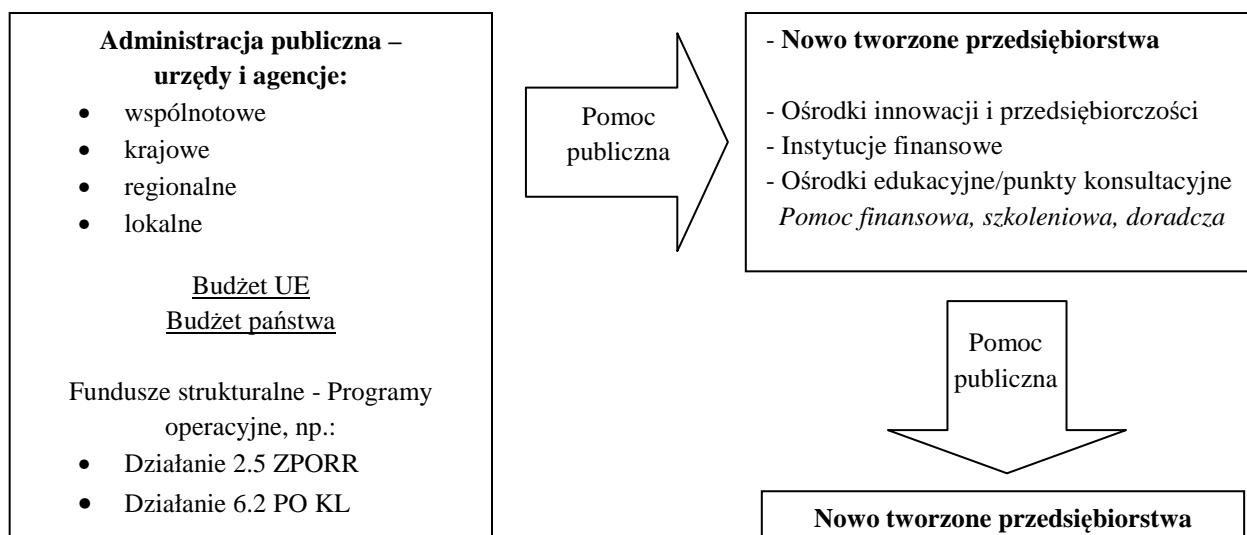 Administracja publiczna –
urzędy i agencje:
• wspólnotowe
• krajowe
• regionalne
• lokalne
Budżet UE
Budżet państwa
Fundusze strukturalne - Programy
operacyjne, np.:
• Działanie 2.5 ZPORR
• Działanie 6.2 PO KL
Pomoc
publiczna
- Nowo tworzone przedsiębiorstwa
- Ośrodki innowacji i przedsiębiorczości
- Instytucje finansowe
- Ośrodki edukacyjne/punkty konsultacyjne
Pomoc finansowa, szkoleniowa, doradcza
Pomoc
publiczna
Nowo tworzone przedsiębiorstwa